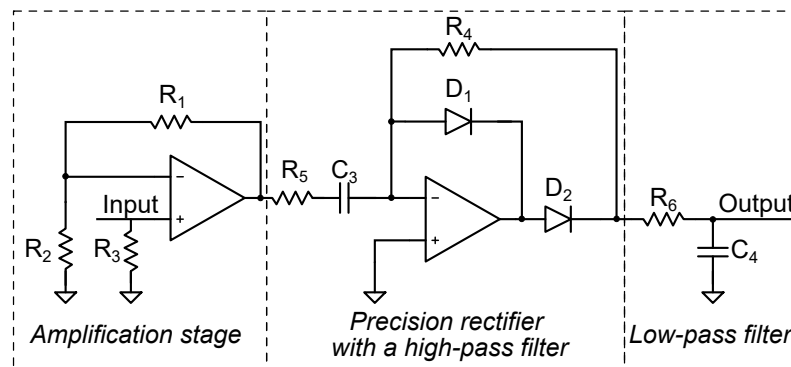 R4
D1
R1
R5
C3
D2
R6
Output
Input
−
+
−
+
R2
R3
C4
Amplification stage
Precision rectifier
with a high-pass filter
Low-pass filter